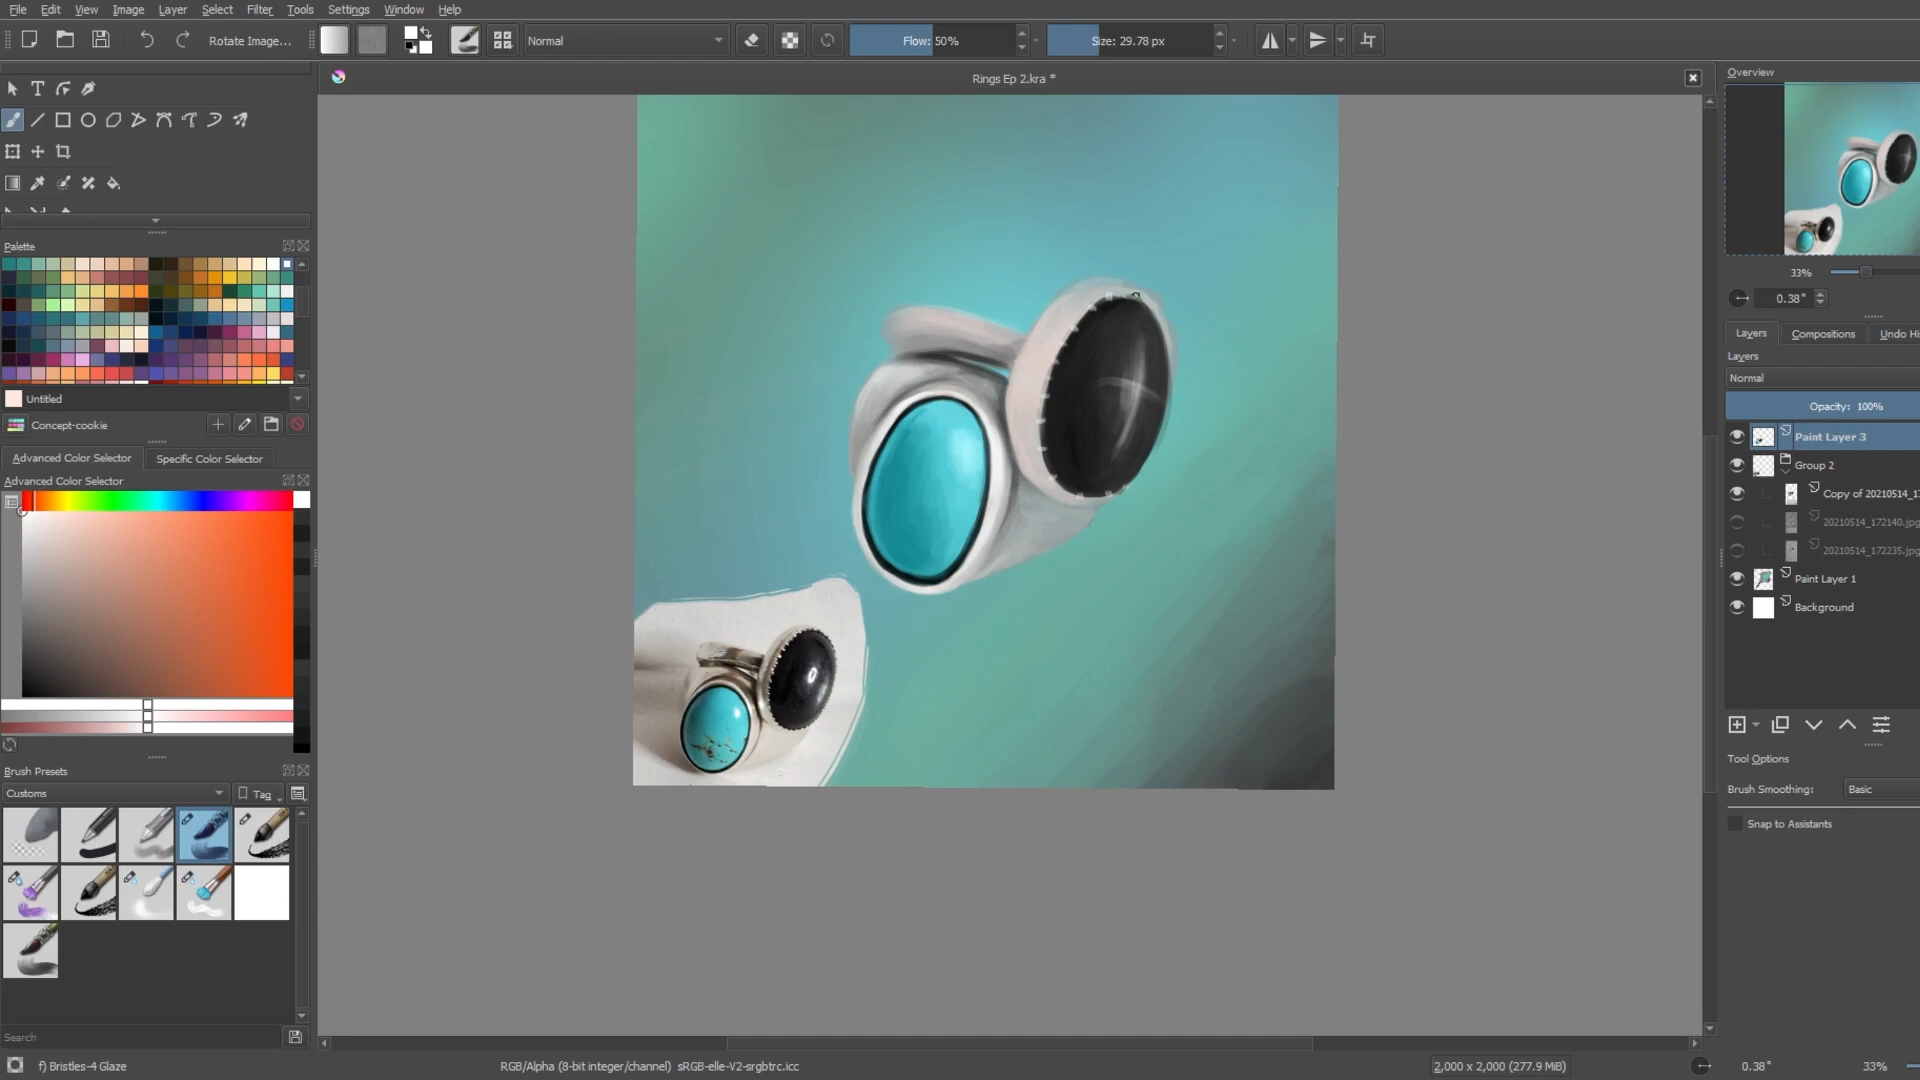 File Edit View Image Layer Select Filter Tools Settings Window Help
Rotate Image... Normal Flow: 50% Size: 29.78 px
Rings Ep 2.kra *
Overview
33%
0.38°
Palette
Untitled
Concept-cookie
Advanced Color Selector Specific Color Selector
Advanced Color Selector
Brush Presets
Customs Tag
Search
f) Bristles-4 Glaze
RGB/Alpha (8-bit integer/channel) sRGB-elle-V2-srgbtrc.icc
2,000 x 2,000 (277.9 MiB)
0.38° 33%
Layers Compositions Undo Hi
Layers
Normal
Opacity: 100%
Paint Layer 3
Group 2
Copy of 20210514_17
20210514_172140.jpg
20210514_172235.jpg
Paint Layer 1
Background
Tool Options
Brush Smoothing: Basic
Snap to Assistants